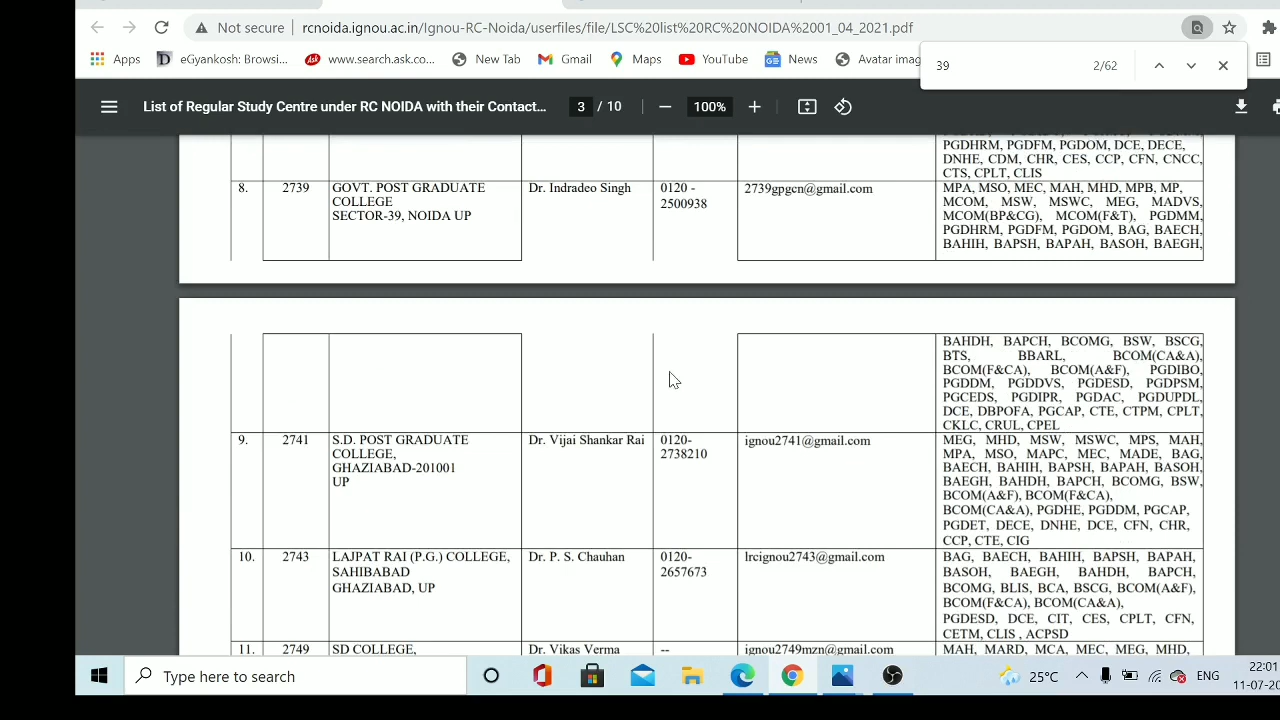 Not secure
rcnoida.ignou.ac.in/Ignou-RC-Noida/userfiles/file/LSC%20list%20RC%20NOIDA%2001_04_2021.pdf
Apps
eGyankosh: Browsi...
www.search.ask.co...
New Tab
Gmail
Maps
YouTube
News
Avatar imag
39
2/62
List of Regular Study Centre under RC NOIDA with their Contact...
3 / 10
100%
PGDHRM, PGDFM, PGDOM, DCE, DECE,
DNHE, CDM, CHR, CES, CCP, CFN, CNCC,
CTS, CPLT, CLIS
8.
2739
GOVT. POST GRADUATE
COLLEGE
SECTOR-39, NOIDA UP
Dr. Indradeo Singh
0120 -
2500938
2739gpgcn@gmail.com
MPA, MSO, MEC, MAH, MHD, MPB, MP,
MCOM, MSW, MSWC, MEG, MADVS,
MCOM(BP&CG), MCOM(F&T), PGDMM,
PGDHRM, PGDFM, PGDOM, BAG, BAECH,
BAHIH, BAPSH, BAPAH, BASOH, BAEGH,
BAHDH, BAPCH, BCOMG, BSW, BSCG,
BTS, BBARL, BCOM(CA&A),
BCOM(F&CA), BCOM(A&F), PGDIBO,
PGDDM, PGDDVS, PGDESD, PGDPSM,
PGCEDS, PGDIPR, PGDAC, PGDUPDL,
DCE, DBPOFA, PGCAP, CTE, CTPM, CPLT,
CKLC, CRUL, CPEL
9.
2741
S.D. POST GRADUATE
COLLEGE,
GHAZIABAD-201001
UP
Dr. Vijai Shankar Rai
0120-
2738210
ignou2741@gmail.com
MEG, MHD, MSW, MSWC, MPS, MAH,
MPA, MSO, MAPC, MEC, MADE, BAG,
BAECH, BAHIH, BAPSH, BAPAH, BASOH,
BAEGH, BAHDH, BAPCH, BCOMG, BSW,
BCOM(A&F), BCOM(F&CA),
BCOM(CA&A), PGDHE, PGDDM, PGCAP,
PGDET, DECE, DNHE, DCE, CFN, CHR,
CCP, CTE, CIG
10.
2743
LAJPAT RAI (P.G.) COLLEGE,
SAHIBABAD
GHAZIABAD, UP
Dr. P. S. Chauhan
0120-
2657673
lrcignou2743@gmail.com
BAG, BAECH, BAHIH, BAPSH, BAPAH,
BASOH, BAEGH, BAHDH, BAPCH,
BCOMG, BLIS, BCA, BSCG, BCOM(A&F),
BCOM(F&CA), BCOM(CA&A),
PGDESD, DCE, CIT, CES, CPLT, CFN,
CETM, CLIS , ACPSD
11.
2749
SD COLLEGE,
Dr. Vikas Verma
--
ignou2749mzn@gmail.com
MAH, MARD, MCA, MEC, MEG, MHD,
Type here to search
25°C
ENG
22:01
11-07-20